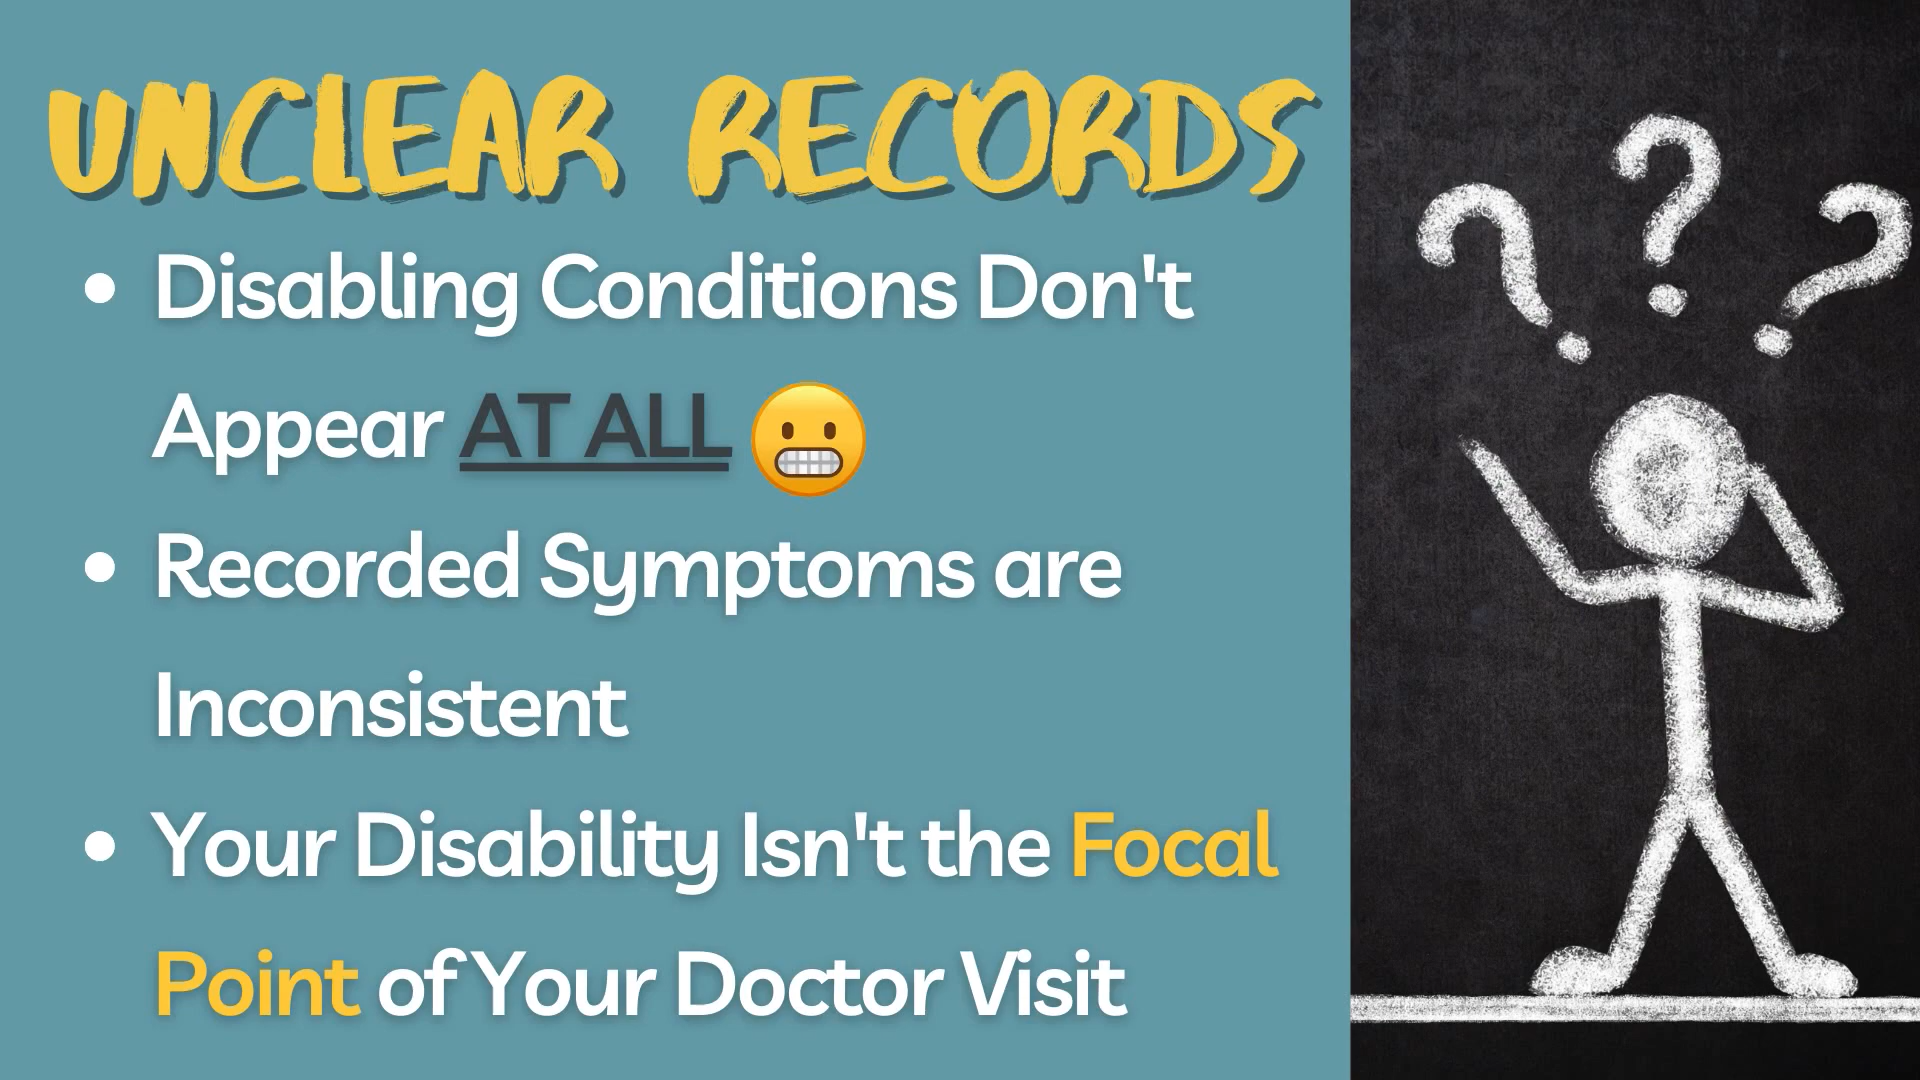 UNCLEAR RECORDS
• Disabling Conditions Don't
Appear AT ALL 😬
• Recorded Symptoms are
Inconsistent
• Your Disability Isn't the Focal
Point of Your Doctor Visit
? ? ?